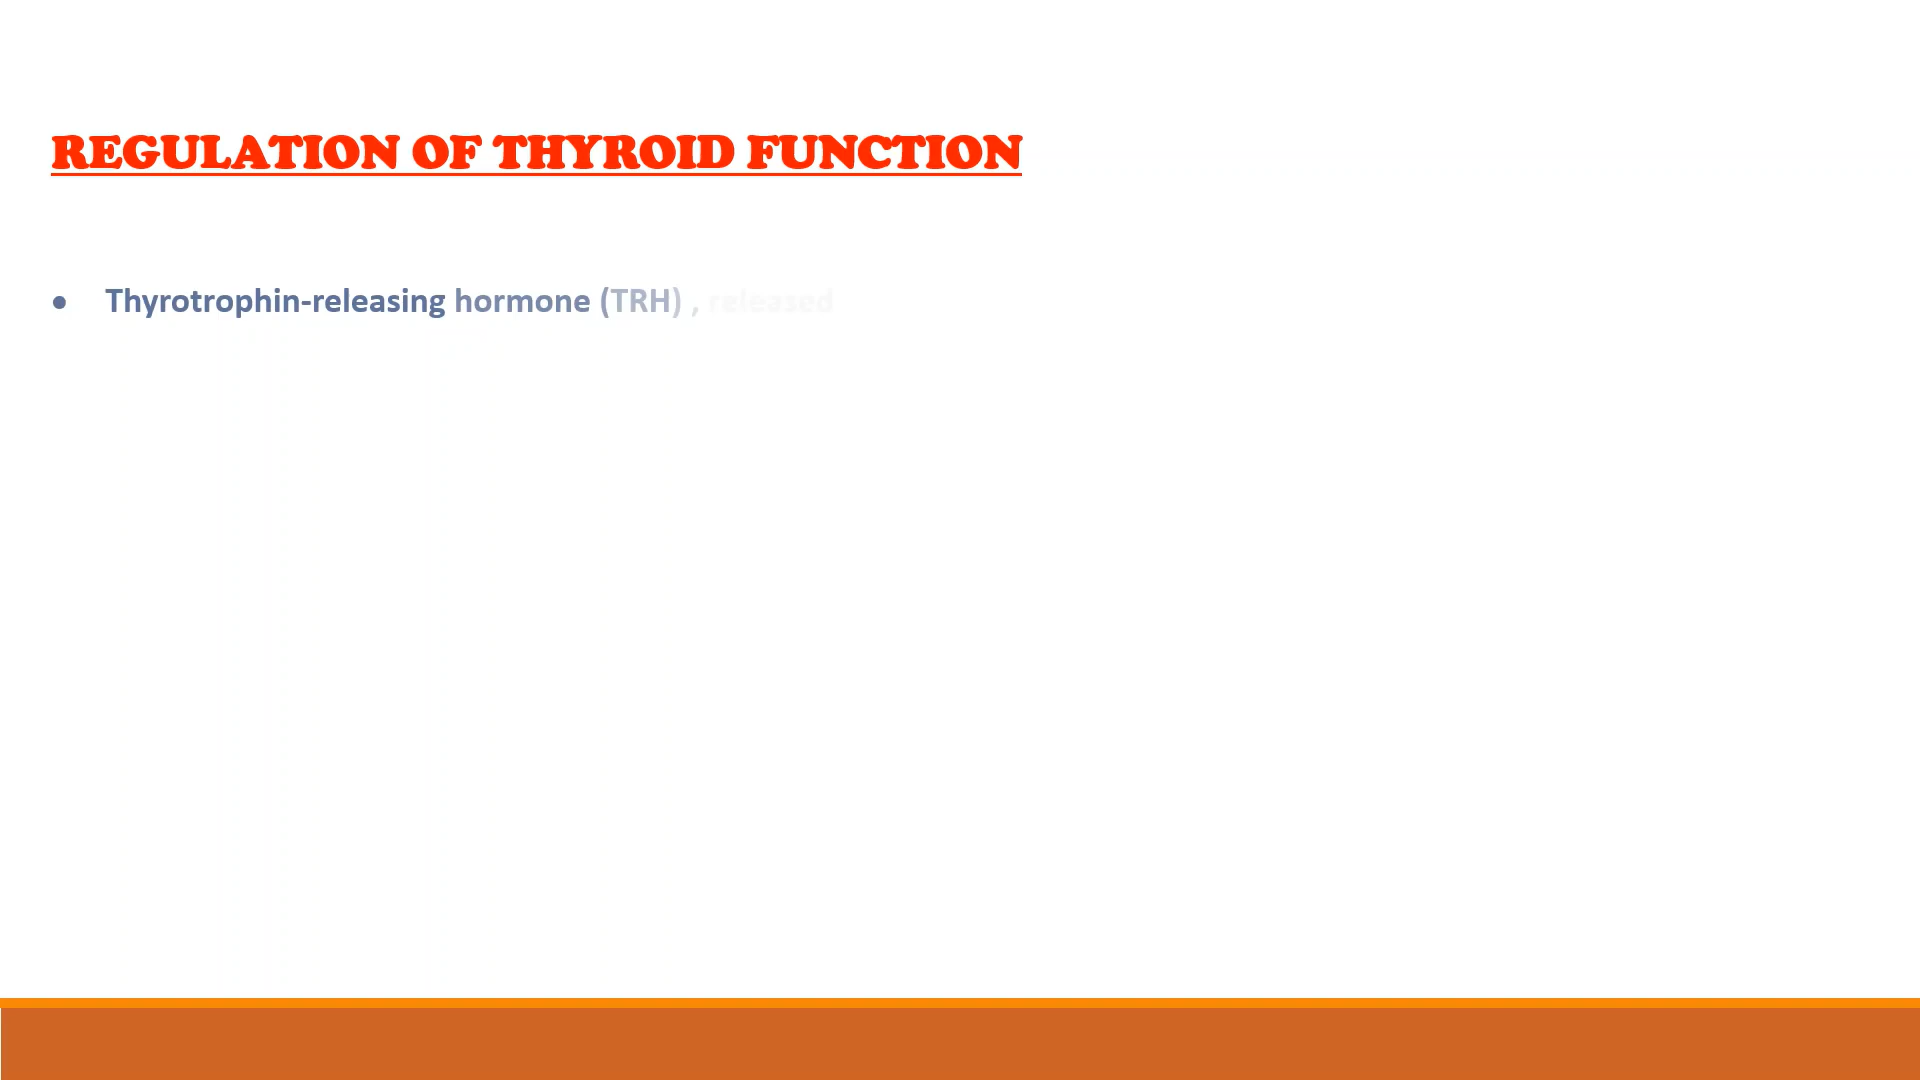 REGULATION OF THYROID FUNCTION
• Thyrotrophin-releasing hormone (TRH) , released